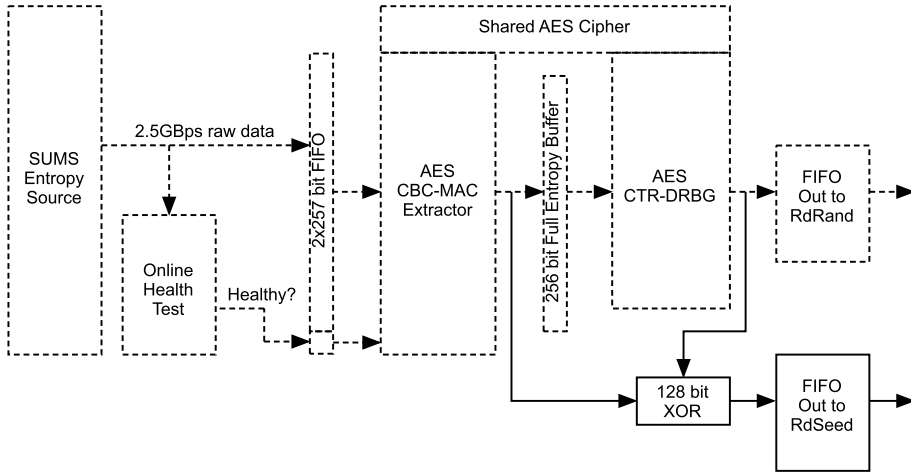 Shared AES Cipher
SUMS
Entropy
Source
2.5GBps raw data
Online
Health
Test
Healthy?
2x257 bit FIFO
AES
CBC-MAC
Extractor
256 bit Full Entropy Buffer
AES
CTR-DRBG
FIFO
Out to
RdRand
128 bit
XOR
FIFO
Out to
RdSeed